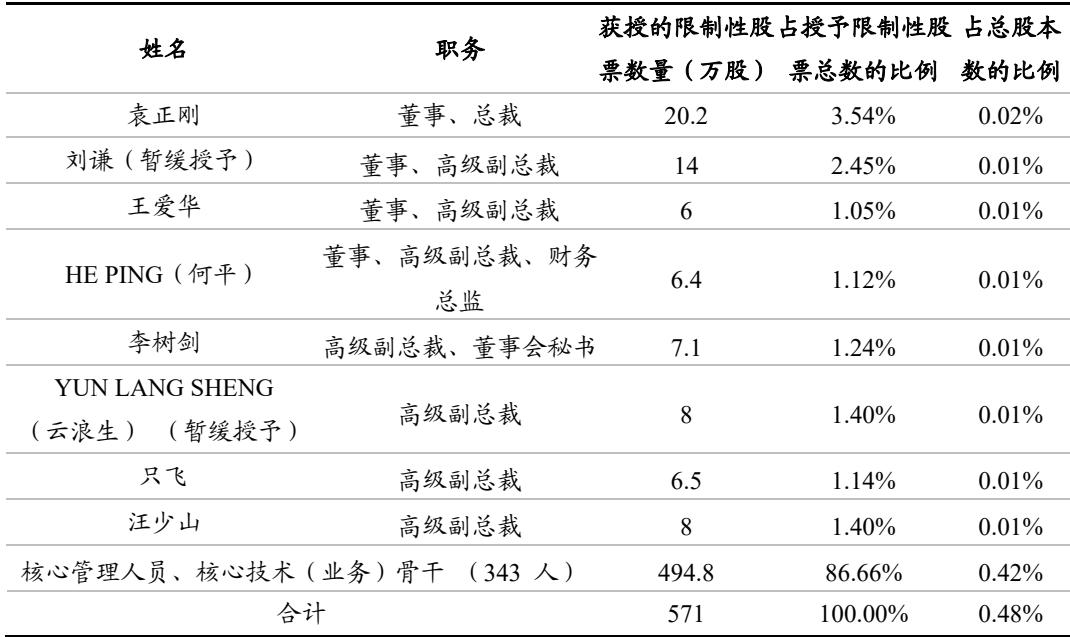 姓名 职务 获授的限制性股票数量（万股） 占授予限制性股票总数的比例 占总股本数的比例
袁正刚 董事、总裁 20.2 3.54% 0.02%
刘谦（暂缓授予） 董事、高级副总裁 14 2.45% 0.01%
王爱华 董事、高级副总裁 6 1.05% 0.01%
HE PING（何平） 董事、高级副总裁、财务总监 6.4 1.12% 0.01%
李树剑 高级副总裁、董事会秘书 7.1 1.24% 0.01%
YUN LANG SHENG（云浪生）（暂缓授予） 高级副总裁 8 1.40% 0.01%
只飞 高级副总裁 6.5 1.14% 0.01%
汪少山 高级副总裁 8 1.40% 0.01%
核心管理人员、核心技术（业务）骨干 （343 人） 494.8 86.66% 0.42%
合计 571 100.00% 0.48%